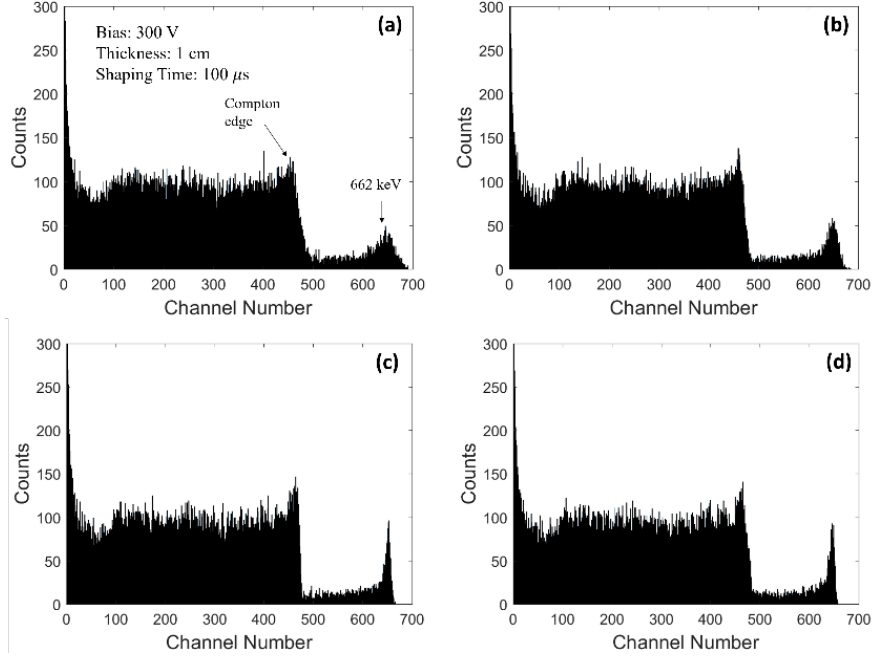 (a)
Bias: 300 V
Thickness: 1 cm
Shaping Time: 100 μs
Compton
edge
662 keV
Counts
300
250
200
150
100
50
0
0 100 200 300 400 500 600 700
Channel Number
(b)
Counts
300
250
200
150
100
50
0
0 100 200 300 400 500 600 700
Channel Number
(c)
Counts
300
250
200
150
100
50
0
0 100 200 300 400 500 600 700
Channel Number
(d)
Counts
300
250
200
150
100
50
0
0 100 200 300 400 500 600 700
Channel Number